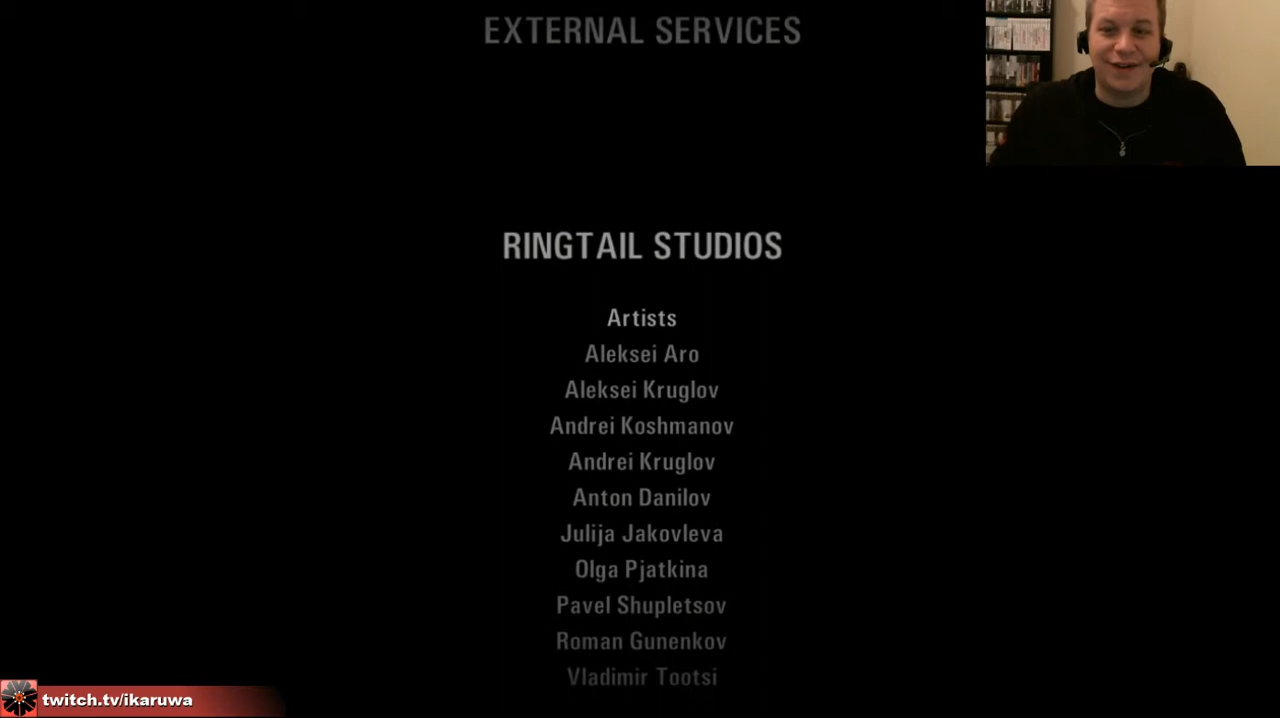 EXTERNAL SERVICES
RINGTAIL STUDIOS
Artists
Aleksei Aro
Aleksei Kruglov
Andrei Koshmanov
Andrei Kruglov
Anton Danilov
Julija Jakovleva
Olga Pjatkina
Pavel Shupletsov
Roman Gunenkov
Vladimir Tootsi
twitch.tv/ikaruwa